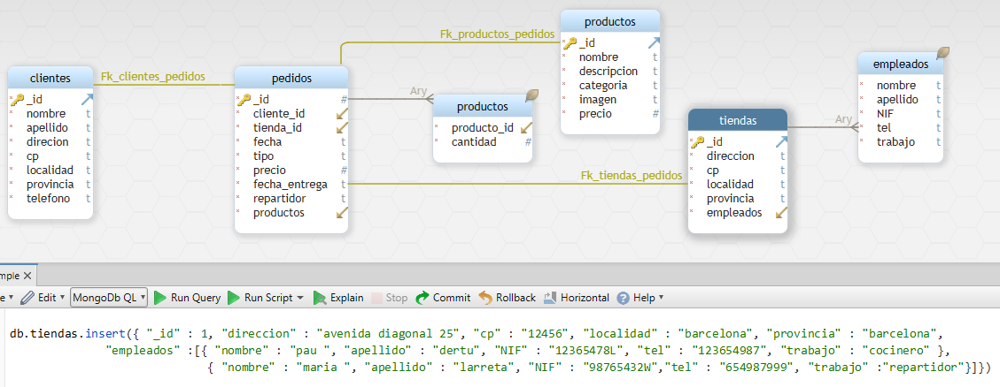 productos
_id
nombre t
descripcion t
categoria t
imagen t
precio #
Fk_productos_pedidos
clientes
_id
nombre t
apellido t
direcion t
cp t
localidad t
provincia t
telefono t
Fk_clientes_pedidos
pedidos
_id #
cliente_id
tienda_id
fecha t
tipo t
precio #
fecha_entrega t
repartidor t
productos
Ary
productos
producto_id
cantidad #
Fk_tiendas_pedidos
tiendas
_id
direccion t
cp t
localidad t
provincia t
empleados
Ary
empleados
nombre t
apellido t
NIF t
tel t
trabajo t
mple
e Edit MongoDb QL Run Query Run Script Explain Stop Commit Rollback Horizontal Help
db.tiendas.insert({ "_id" : 1, "direccion" : "avenida diagonal 25", "cp" : "12456", "localidad" : "barcelona", "provincia" : "barcelona",
"empleados" :[{ "nombre" : "pau ", "apellido" : "dertu", "NIF" : "12365478L", "tel" : "123654987", "trabajo" : "cocinero" },
{ "nombre" : "maria ", "apellido" : "larreta", "NIF" : "98765432W","tel" : "654987999", "trabajo" :"repartidor"}]})